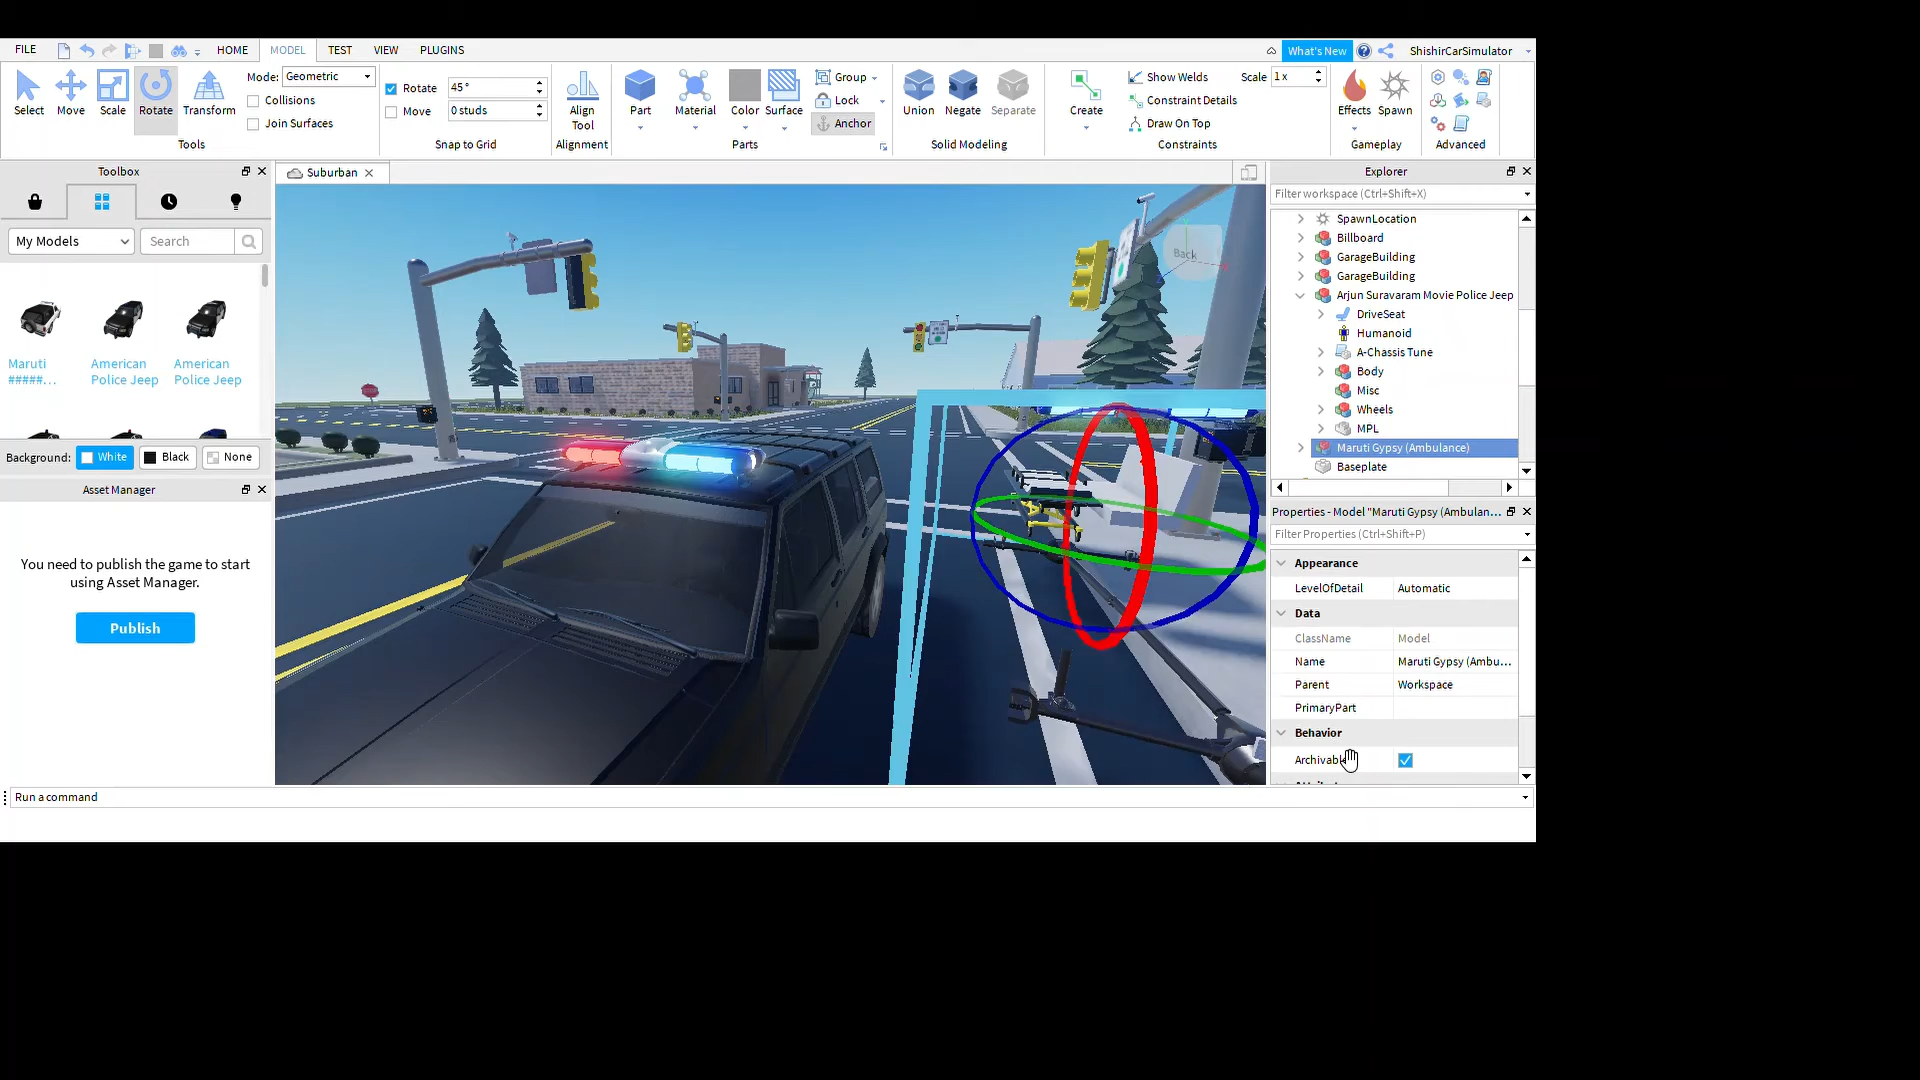 FILE
HOME
MODEL
TEST
VIEW
PLUGINS
What's New
ShishirCarSimulator
Select
Move
Scale
Rotate
Transform
Mode: Geometric
Collisions
Join Surfaces
Tools
Rotate 45 °
Move 0 studs
Snap to Grid
Align
Tool
Alignment
Part
Material
Color
Surface
Group
Lock
Anchor
Parts
Union
Negate
Separate
Solid Modeling
Create
Show Welds
Constraint Details
Draw On Top
Scale 1 x
Constraints
Effects
Spawn
Gameplay
Advanced
Toolbox
My Models
Search
Maruti
#####...
American
Police Jeep
American
Police Jeep
Background:
White
Black
None
Asset Manager
You need to publish the game to start
using Asset Manager.
Publish
Suburban
Back
Explorer
Filter workspace (Ctrl+Shift+X)
SpawnLocation
Billboard
GarageBuilding
GarageBuilding
Arjun Suravaram Movie Police Jeep
DriveSeat
Humanoid
A-Chassis Tune
Body
Misc
Wheels
MPL
Maruti Gypsy (Ambulance)
Baseplate
Properties - Model "Maruti Gypsy (Ambulan...
Filter Properties (Ctrl+Shift+P)
Appearance
LevelOfDetail Automatic
Data
ClassName Model
Name Maruti Gypsy (Ambu...
Parent Workspace
PrimaryPart
Behavior
Archivable
Run a command